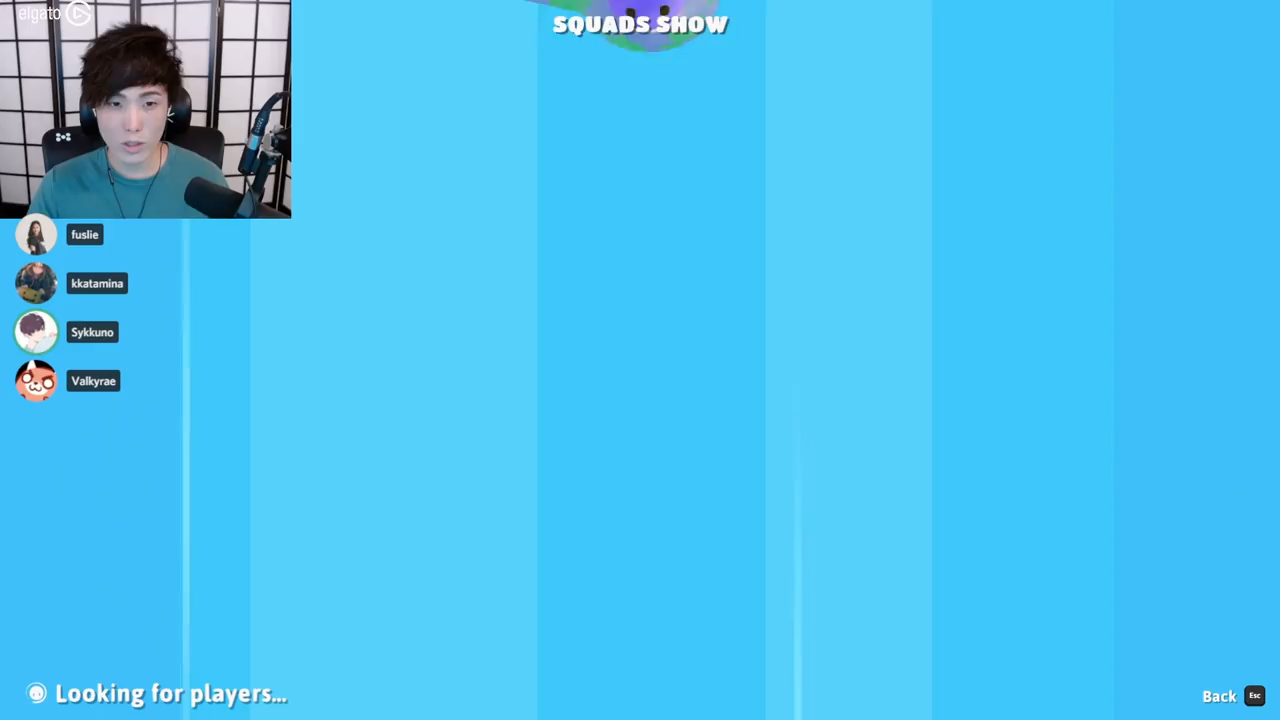 elgato
SQUADS SHOW
fuslie
kkatamina
Sykkuno
Valkyrae
Looking for players...
Back Esc